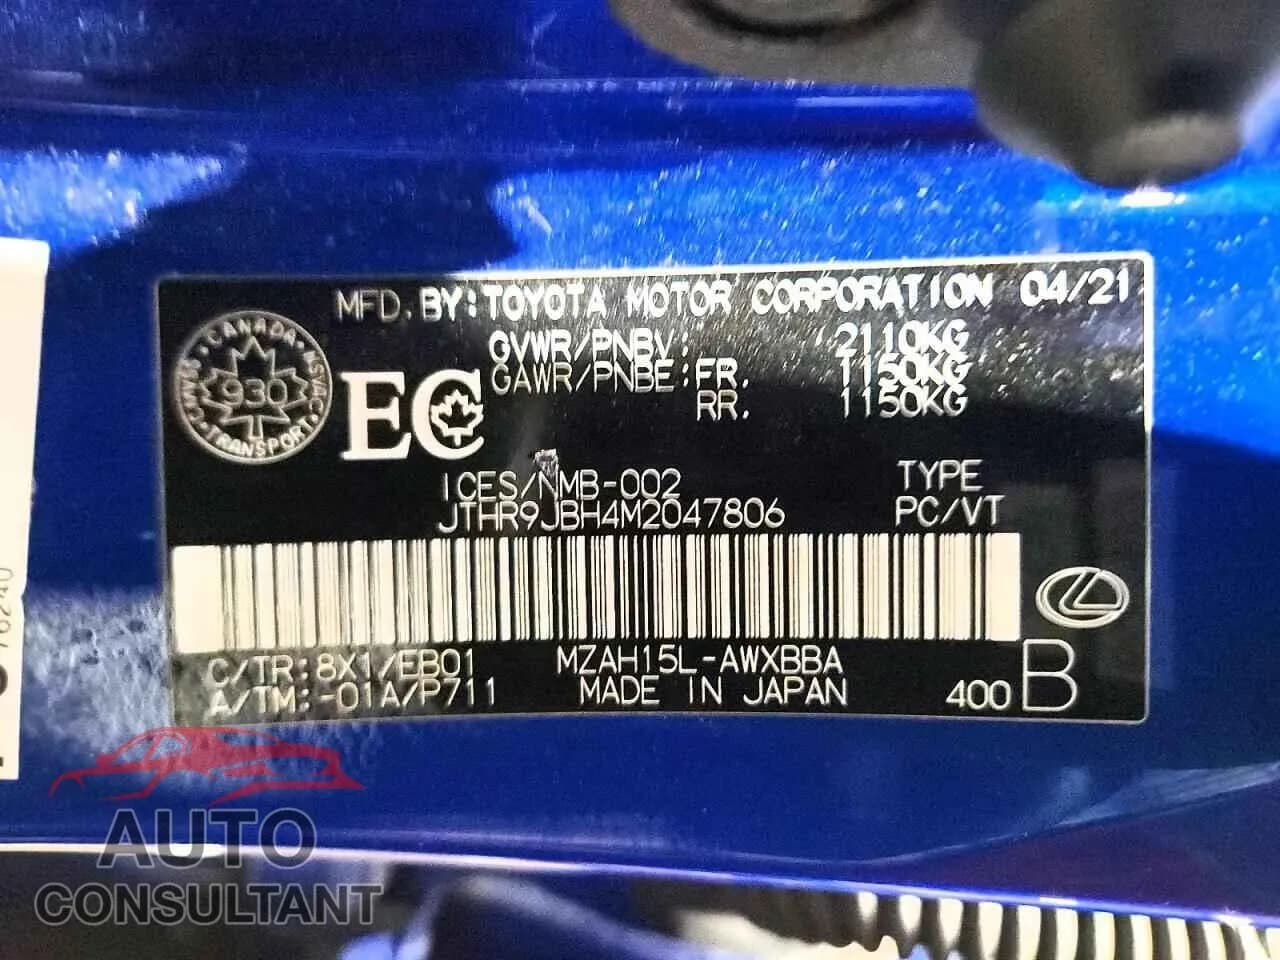 MFD. BY: TOYOTA MOTOR CORPORATION 04/21
GVWR/PNBV: 2110KG
GAWR/PNBE: FR. 1150KG
RR. 1150KG
CANADA
930
TRANSPORT
EC
ICES/NMB-002
TYPE
JTHR9JBH4M2047806
PC/VT
C/TR: 8X1/EB01 MZAH15L-AWXBBA
A/TM: -01A/P711 MADE IN JAPAN 400 B
AUTO
CONSULTANT